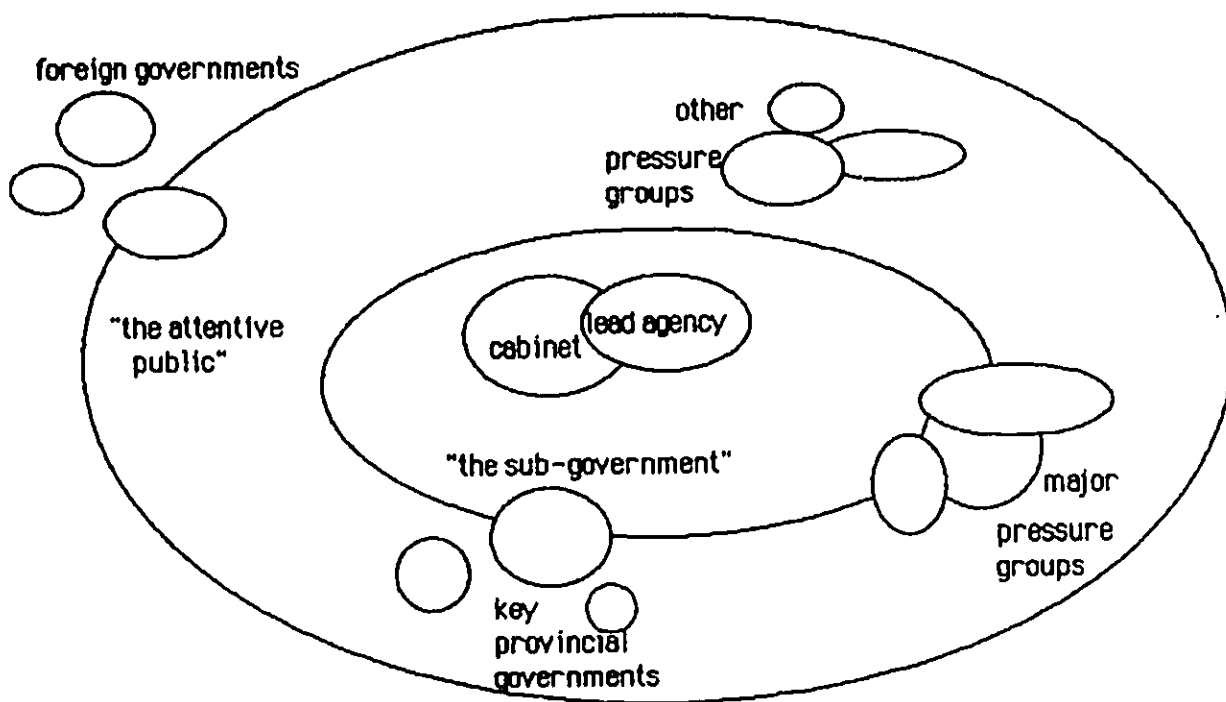 foreign governments
other
pressure
groups
"the attentive
public"
cabinet
lead agency
"the sub-government"
major
pressure
groups
key
provincial
governments